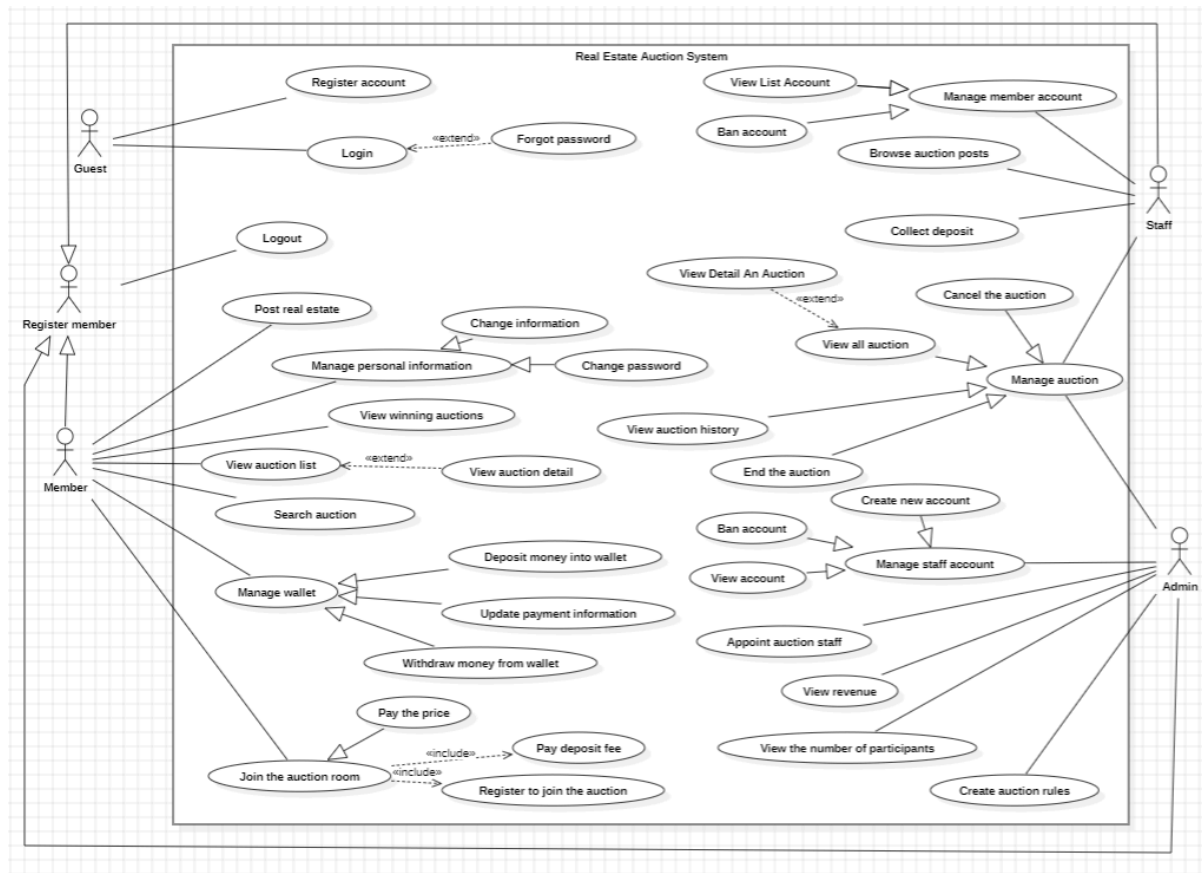 Real Estate Auction System
Register account
View List Account
Manage member account
Ban account
«extend»
Forgot password
Login
Guest
Browse auction posts
Staff
Collect deposit
Logout
View Detail An Auction
«extend»
Cancel the auction
Register member
Post real estate
Change information
View all auction
Manage personal information
Change password
Manage auction
View winning auctions
View auction history
View auction list
«extend»
View auction detail
End the auction
Member
Search auction
Create new account
Ban account
Deposit money into wallet
Manage staff account
View account
Admin
Manage wallet
Update payment information
Appoint auction staff
Withdraw money from wallet
View revenue
Pay the price
«include»
Pay deposit fee
View the number of participants
Join the auction room
«include»
Register to join the auction
Create auction rules